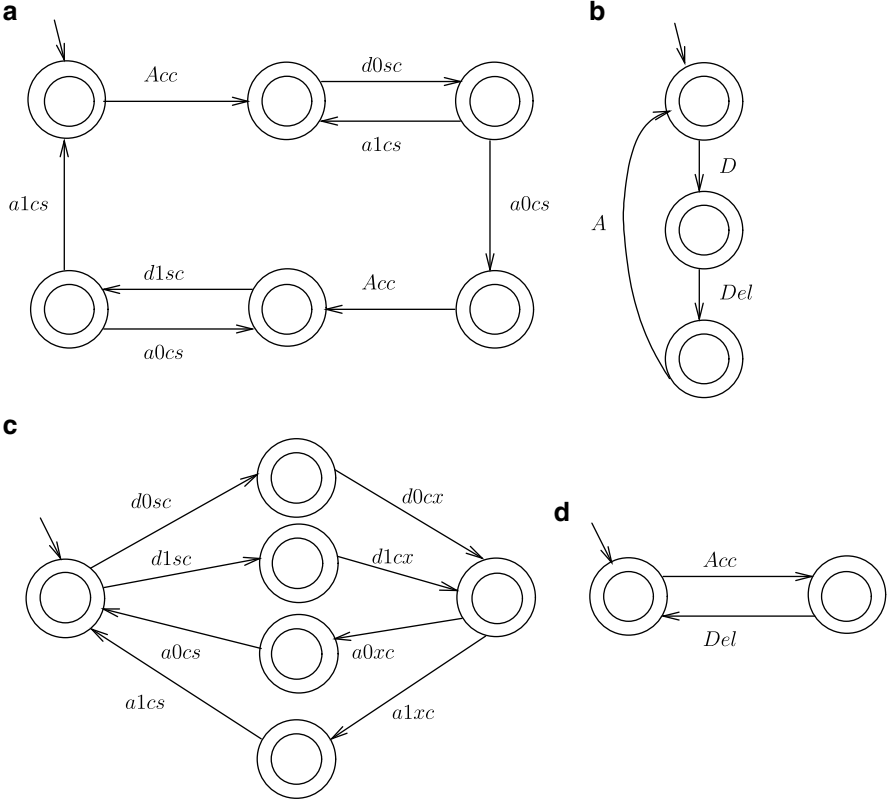 a
Acc
d0sc
a1cs
a1cs
a0cs
d1sc
Acc
a0cs
b
D
A
Del
c
d0sc
d0cx
d1sc
d1cx
a0cs
a0xc
a1cs
a1xc
d
Acc
Del